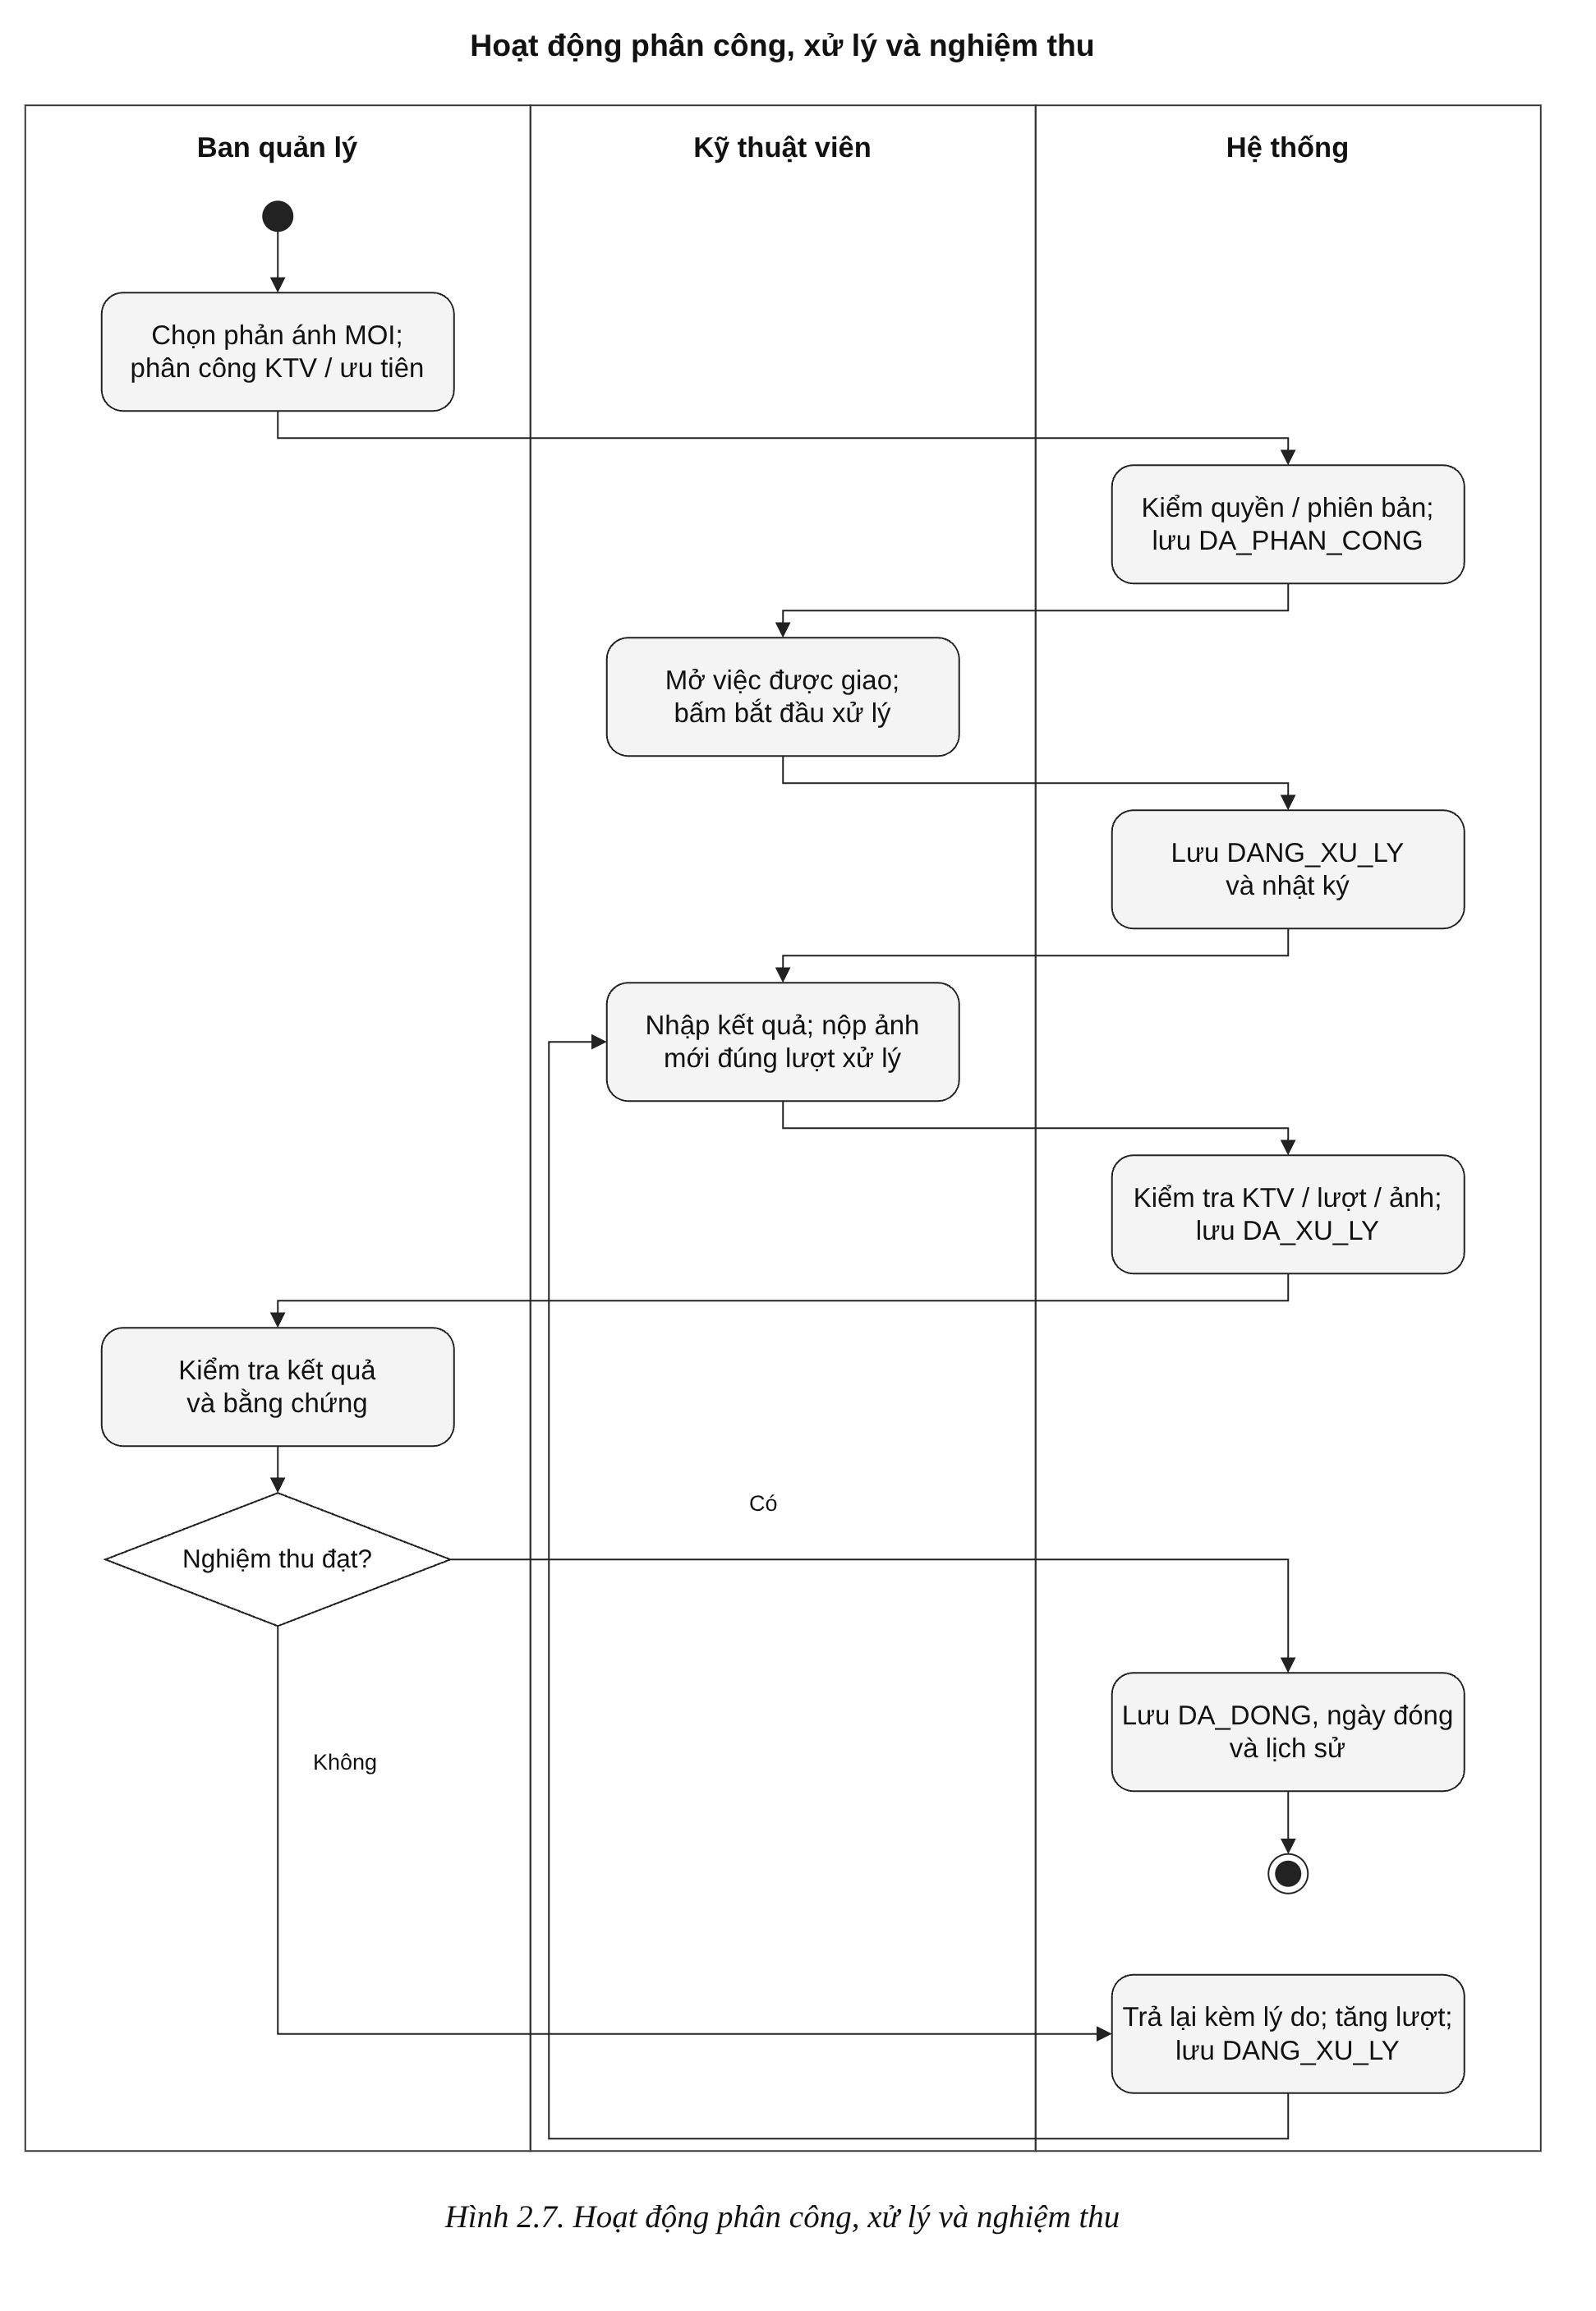 Hoạt động phân công, xử lý và nghiệm thu
Ban quản lý
Kỹ thuật viên
Hệ thống
Chọn phản ánh MOI;
phân công KTV / ưu tiên
Kiểm quyền / phiên bản;
lưu DA_PHAN_CONG
Mở việc được giao;
bấm bắt đầu xử lý
Lưu DANG_XU_LY
và nhật ký
Nhập kết quả; nộp ảnh
mới đúng lượt xử lý
Kiểm tra KTV / lượt / ảnh;
lưu DA_XU_LY
Kiểm tra kết quả
và bằng chứng
Có
Nghiệm thu đạt?
Lưu DA_DONG, ngày đóng
và lịch sử
Không
Trả lại kèm lý do; tăng lượt;
lưu DANG_XU_LY
Hình 2.7. Hoạt động phân công, xử lý và nghiệm thu